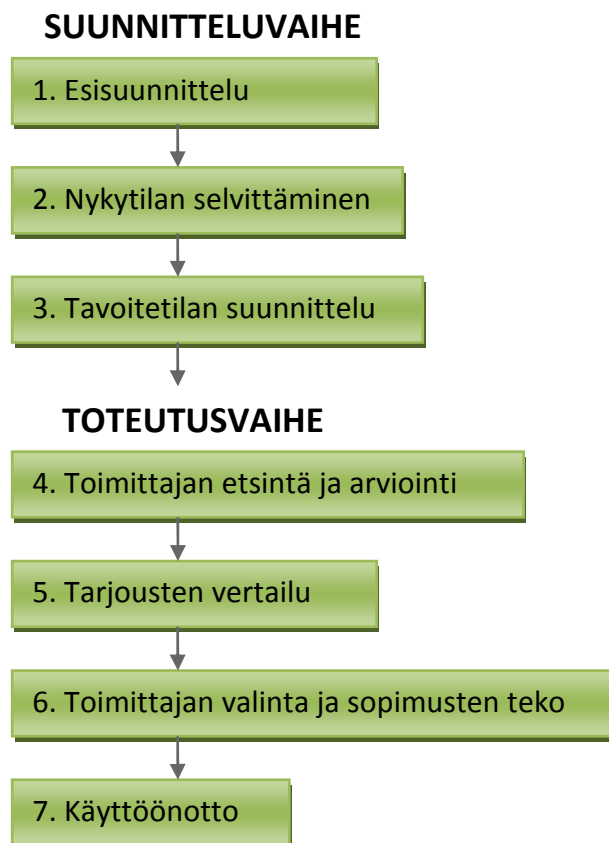 SUUNNITTELUVAIHE
1. Esisuunnittelu
2. Nykytilan selvittäminen
3. Tavoitetilan suunnittelu
TOTEUTUSVAIHE
4. Toimittajan etsintä ja arviointi
5. Tarjousten vertailu
6. Toimittajan valinta ja sopimusten teko
7. Käyttöönotto